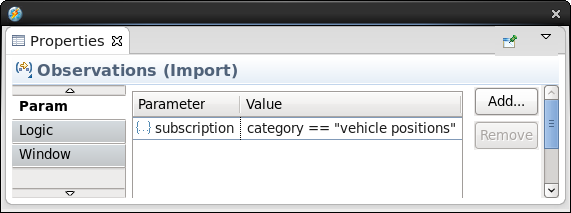 Properties
Observations (Import)
Param
Logic
Window
Parameter Value
{...} subscription category == "vehicle positions"
Add...
Remove